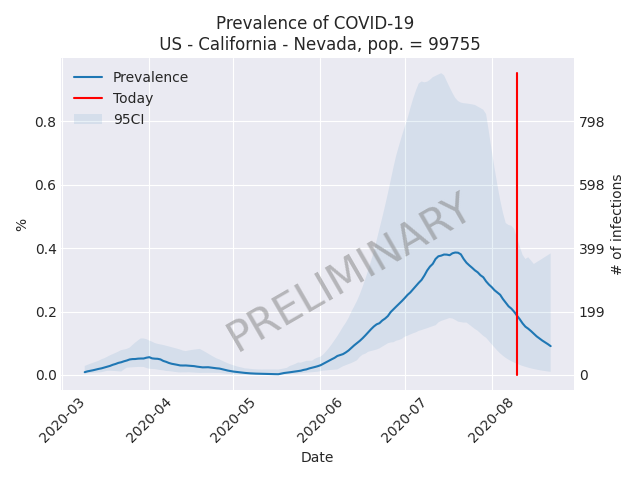 Prevalence of COVID-19
US - California - Nevada, pop. = 99755
Prevalence
Today
95CI
0.8
0.6
0.4
0.2
0.0
%
798
598
399
199
0
# of infections
PRELIMINARY
2020-03
2020-04
2020-05
2020-06
2020-07
2020-08
Date